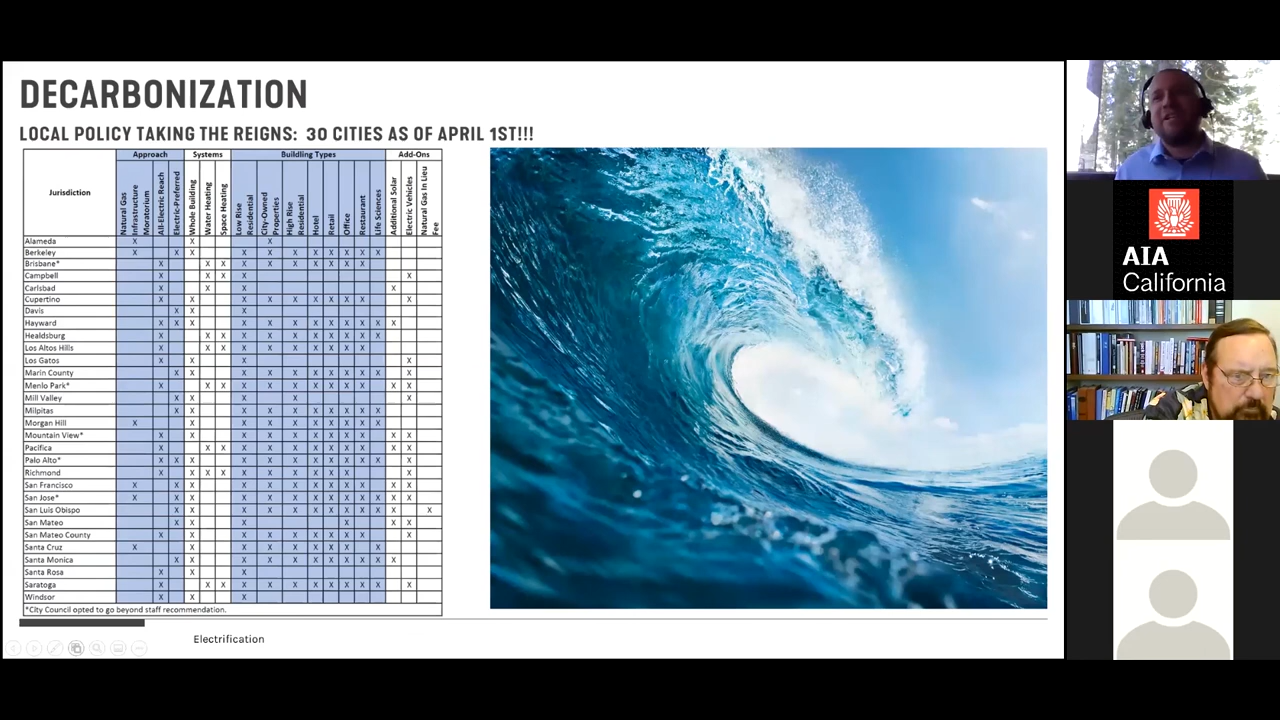 DECARBONIZATION
LOCAL POLICY TAKING THE REIGNS: 30 CITIES AS OF APRIL 1ST!!!
Approach Systems Buildling Types Add-Ons
Jurisdiction Natural Gas Infrastructure Moratorium All-Electric Reach Electric-Preferred Whole Building Water Heating Space Heating Low Rise Residential City-Owned Properties High Rise Residential Hotel Retail Office Restaurant Life Sciences Additional Solar Electric Vehicles Natural Gas In Lieu Fee
Alameda X X X
Berkeley X X X X X X X X X X X
Brisbane* X X X X X X X X X X
Campbell X X X X X
Carlsbad X X X X
Cupertino X X X X X X X X X X
Davis X X X
Hayward X X X X X X X X X X X X
Healdsburg X X X X X X X X X X X
Los Altos Hills X X X X X X X X X X
Los Gatos X X X X
Marin County X X X X X X X X X X X
Menlo Park* X X X X X X X X X X X X
Mill Valley X X X X X
Milpitas X X X X X X X X X X
Morgan Hill X X X X X X X X X X
Mountain View* X X X X X X X X X X X
Pacifica X X X X X X X X X X X X
Palo Alto* X X X X X X X X X X X X
Richmond X X X X X X X X X X X
San Francisco X X X X X X X X X X X X
San Jose* X X X X X X X X X X X X X
San Luis Obispo X X X X X X X X X X X X
San Mateo X X X X X X
San Mateo County X X X X X X X X X X
Santa Cruz X X X X X X X X X
Santa Monica X X X X X X X X X X X
Santa Rosa X X X
Saratoga X X X X X X X X X X X X
Windsor X X X
*City Council opted to go beyond staff recommendation.
Electrification
AIA
California